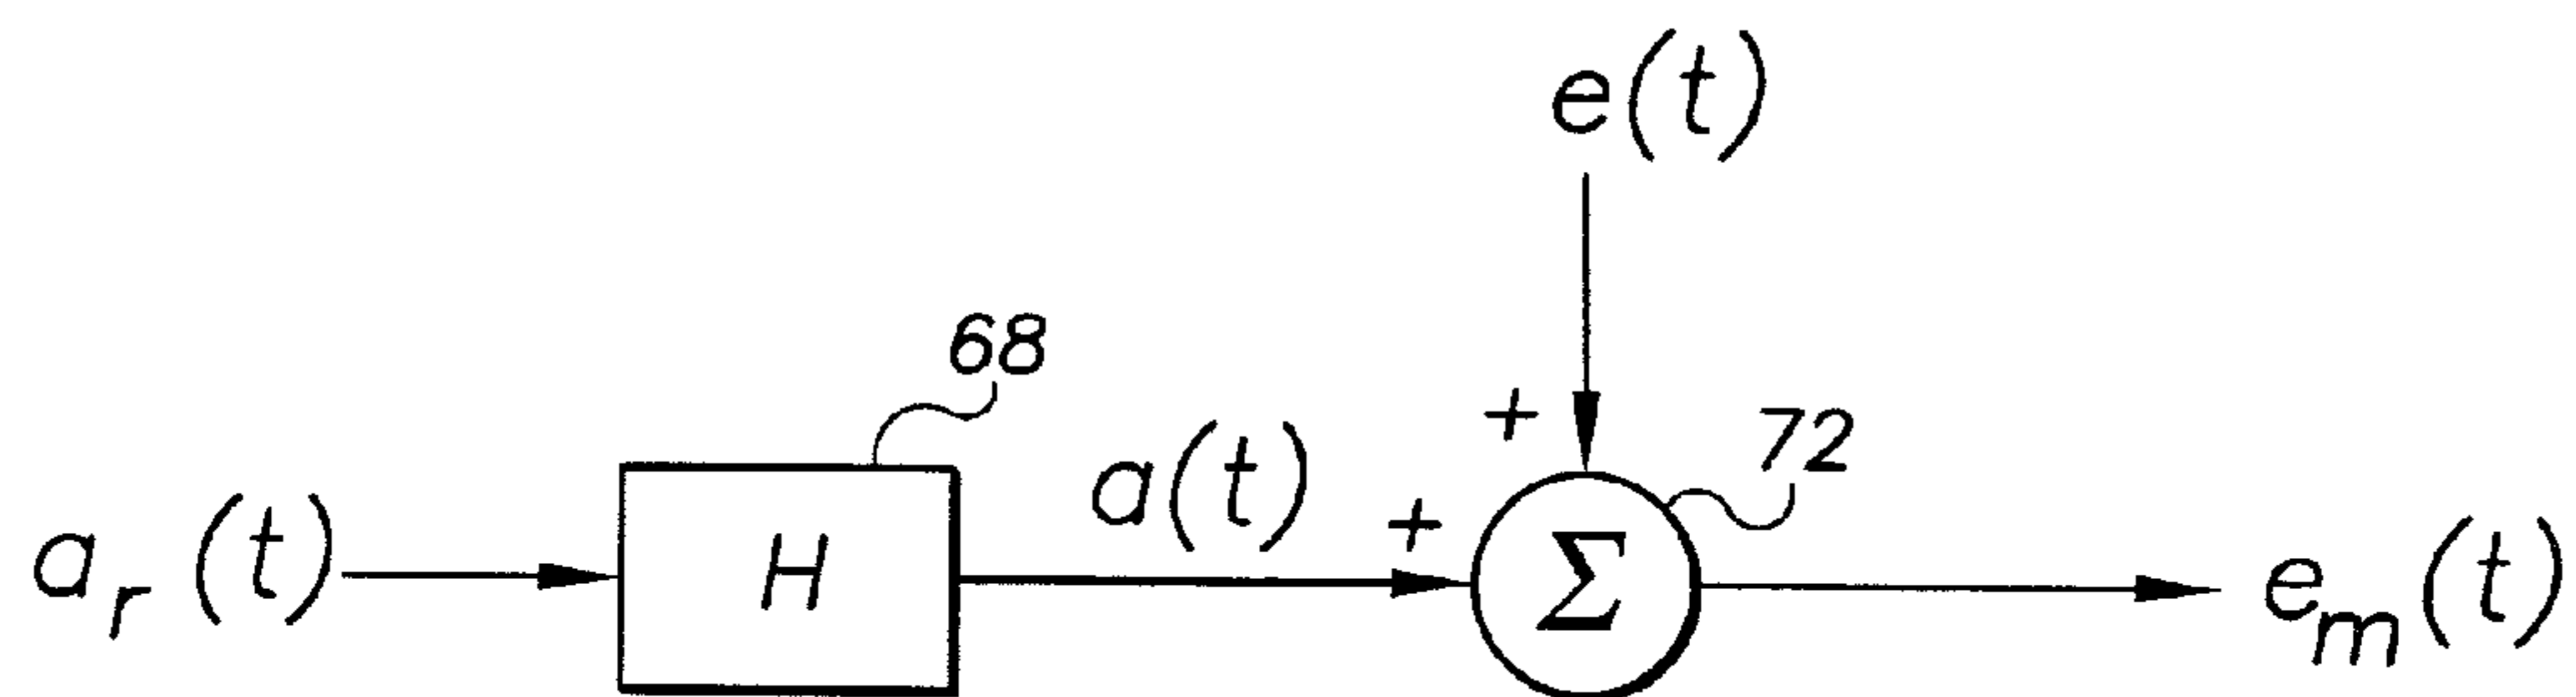 e(t)
68
+
72
a(t)
+
a_r (t)
H
Σ
e_m(t)